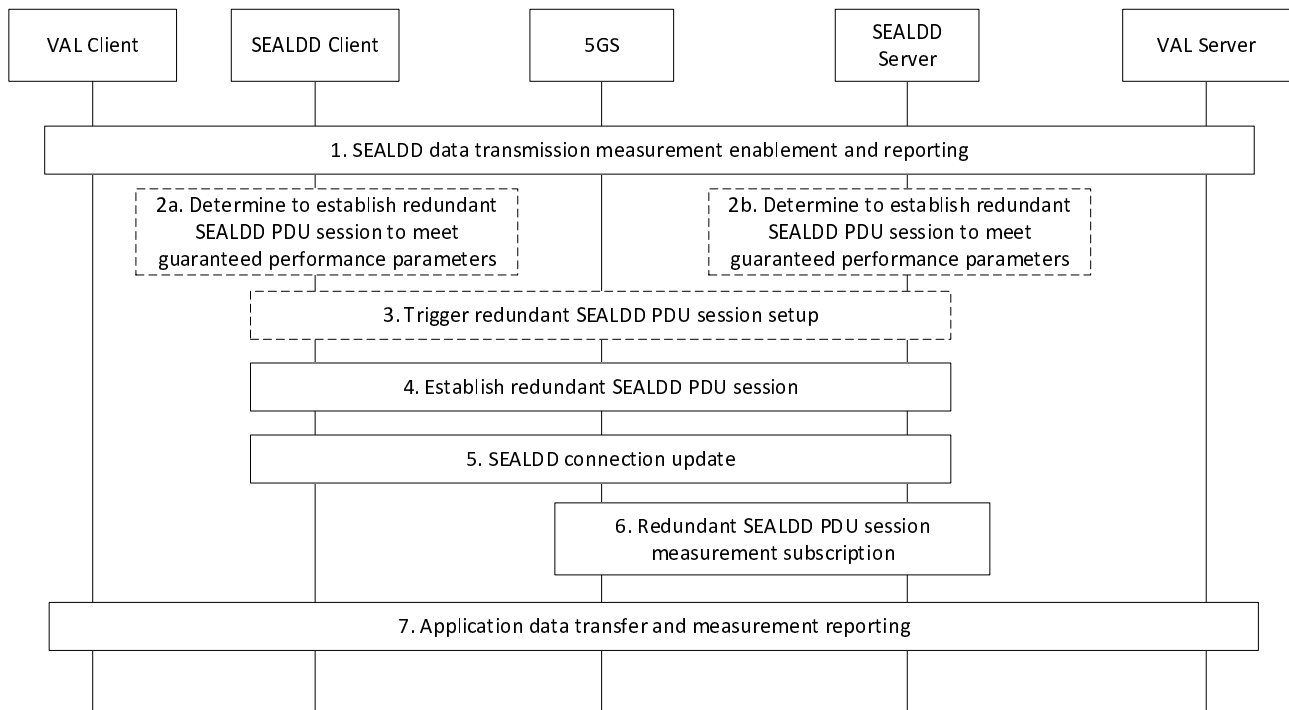 VAL Client
SEALDD Client
5GS
SEALDD
Server
VAL Server
1. SEALDD data transmission measurement enablement and reporting
2a. Determine to establish redundant
SEALDD PDU session to meet
guaranteed performance parameters
2b. Determine to establish redundant
SEALDD PDU session to meet
guaranteed performance parameters
3. Trigger redundant SEALDD PDU session setup
4. Establish redundant SEALDD PDU session
5. SEALDD connection update
6. Redundant SEALDD PDU session
measurement subscription
7. Application data transfer and measurement reporting